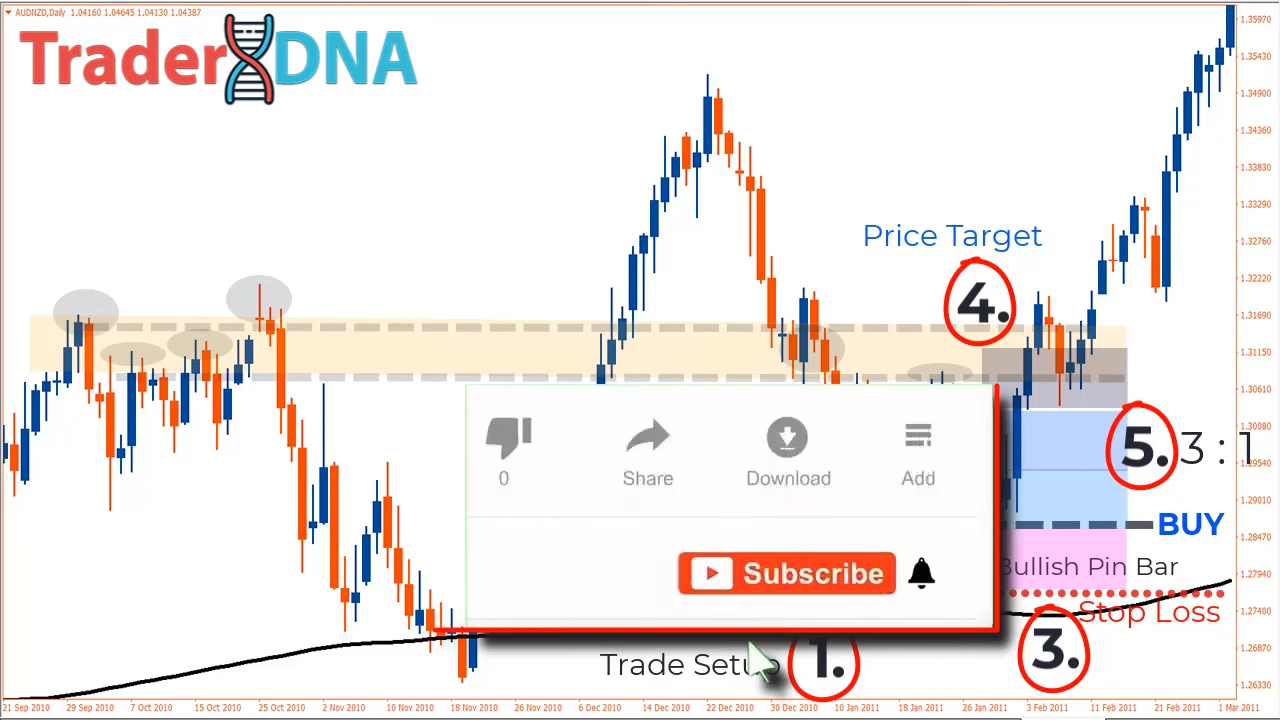 AUDNZD,Daily 1.04160 1.04645 1.04130 1.04387
TraderDNA
1.35970
1.35430
1.34900
1.34360
1.33830
1.33290
1.32760
1.32220
1.31690
1.31150
1.30610
1.30080
1.29540
1.29010
1.28470
1.27940
1.27400
1.26870
1.26330
Price Target
4.
5. 3 : 1
0
Share
Download
Add
Subscribe
BUY
Bullish Pin Bar
Stop Loss
Trade Setup 1.
3.
21 Sep 2010 29 Sep 2010 7 Oct 2010 15 Oct 2010 25 Oct 2010 2 Nov 2010 10 Nov 2010 18 Nov 2010 26 Nov 2010 6 Dec 2010 14 Dec 2010 22 Dec 2010 30 Dec 2010 10 Jan 2011 18 Jan 2011 26 Jan 2011 3 Feb 2011 11 Feb 2011 21 Feb 2011 1 Mar 2011